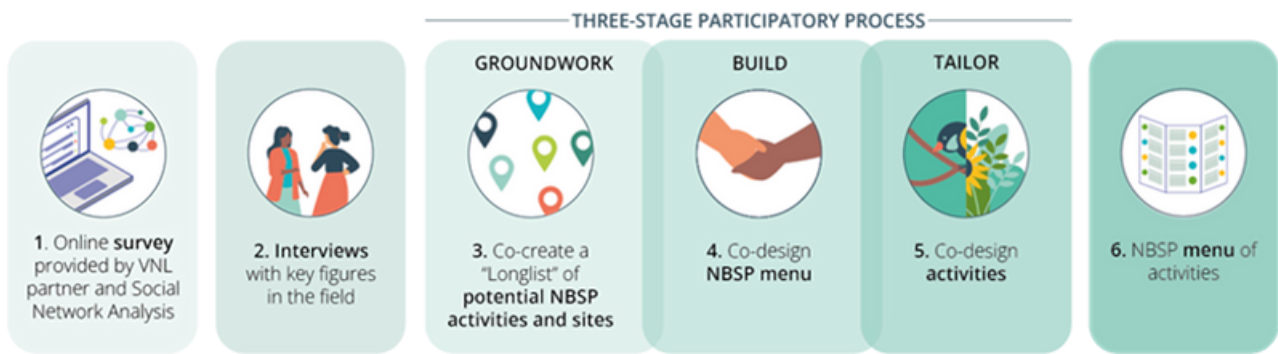 THREE-STAGE PARTICIPATORY PROCESS
GROUNDWORK
BUILD
TAILOR
1. Online survey
provided by VNL
partner and Social
Network Analysis
2. Interviews
with key figures
in the field
3. Co-create a
"Longlist" of
potential NBSP
activities and sites
4. Co-design
NBSP menu
5. Co-design
activities
6. NBSP menu of
activities